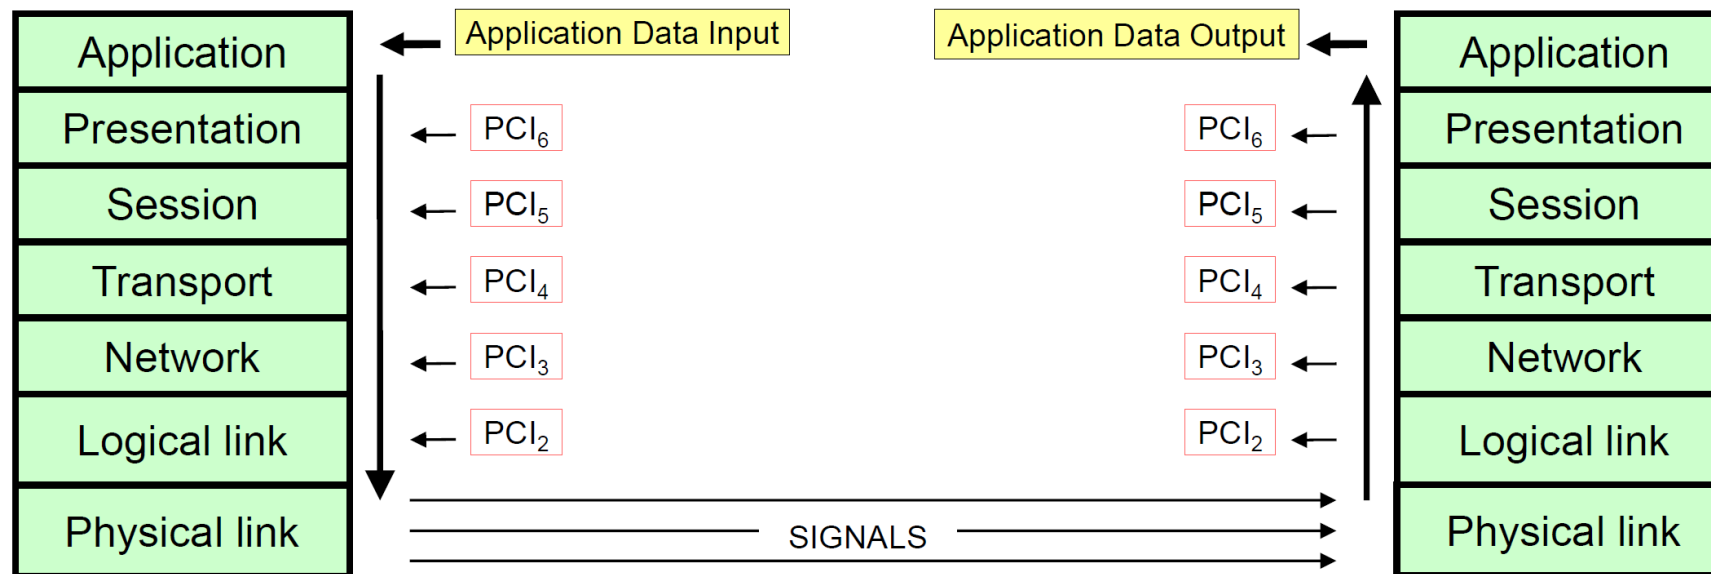 Application Application Data Input Application Data Output Application
Presentation PCI6 PCI6 Presentation
Session PCI5 PCI5 Session
Transport PCI4 PCI4 Transport
Network PCI3 PCI3 Network
Logical link PCI2 PCI2 Logical link
Physical link SIGNALS Physical link